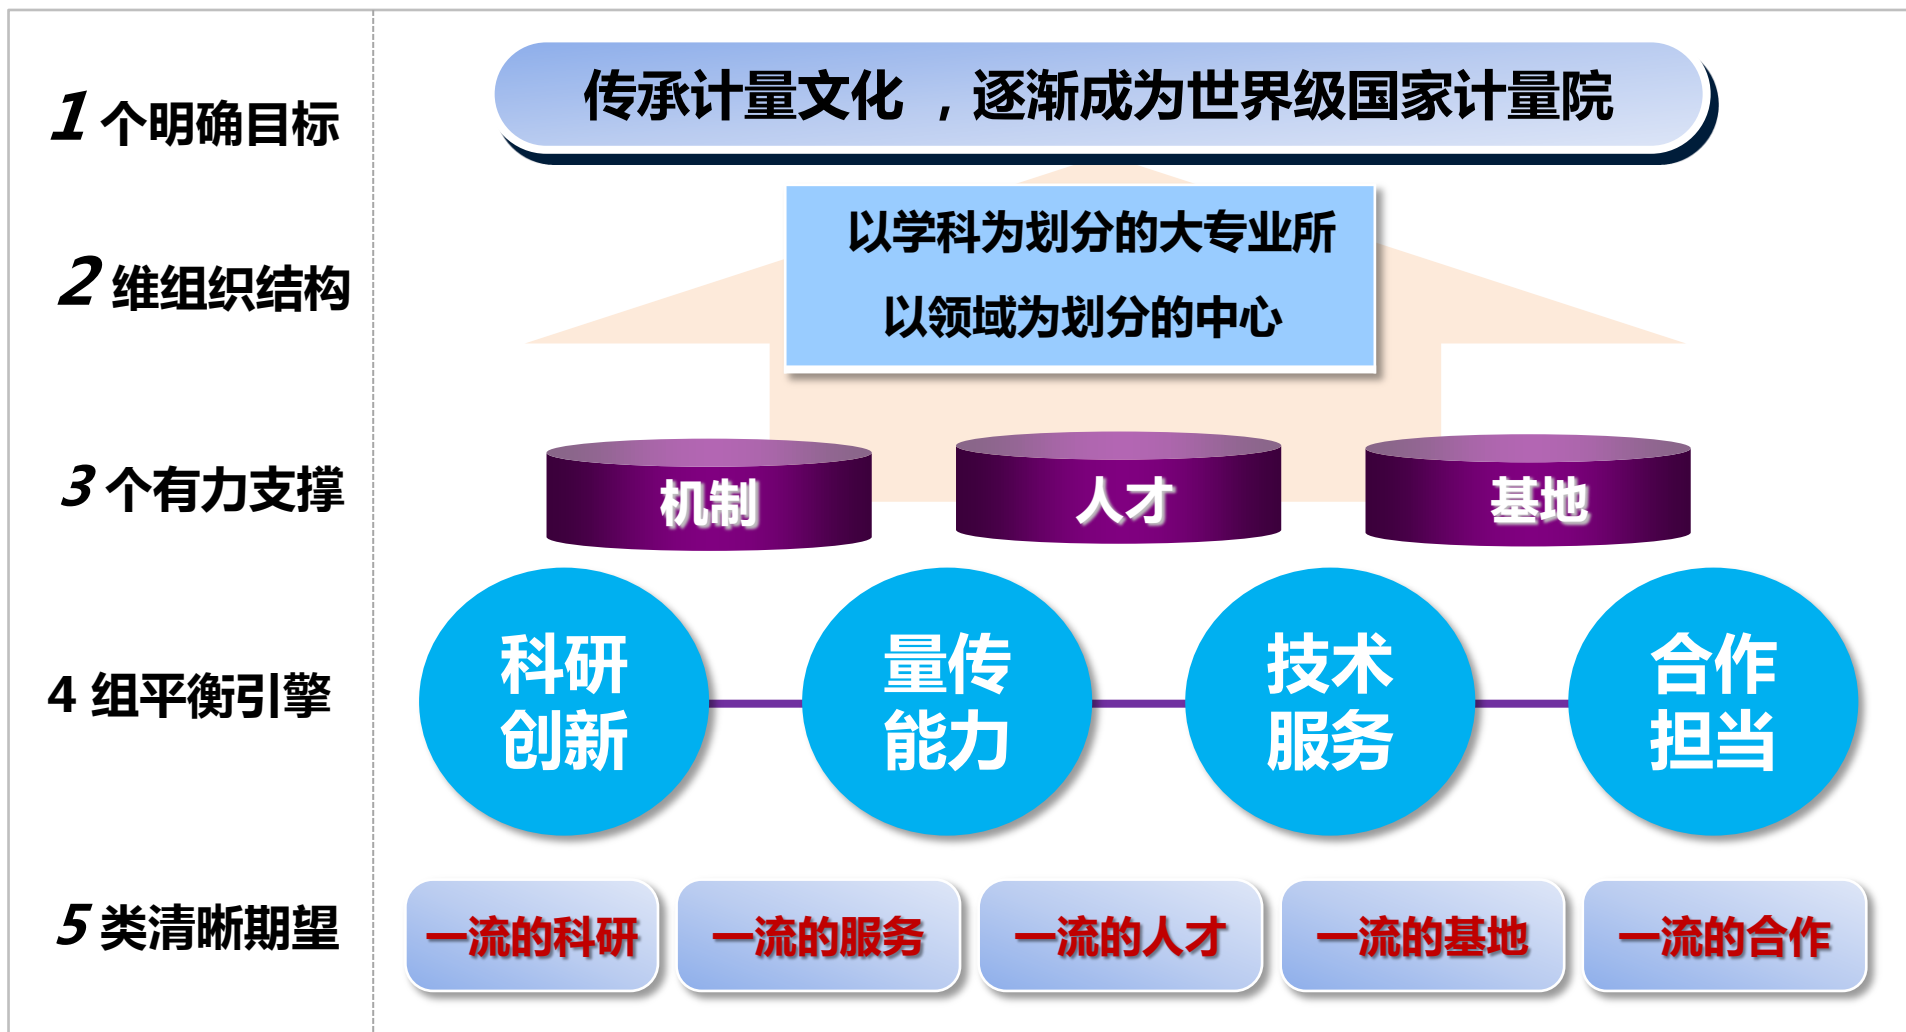 1 个明确目标
传承计量文化 ，逐渐成为世界级国家计量院
2 维组织结构
以学科为划分的大专业所
以领域为划分的中心
3 个有力支撑
机制
人才
基地
4 组平衡引擎
科研
创新
量传
能力
技术
服务
合作
担当
5 类清晰期望
一流的科研
一流的服务
一流的人才
一流的基地
一流的合作